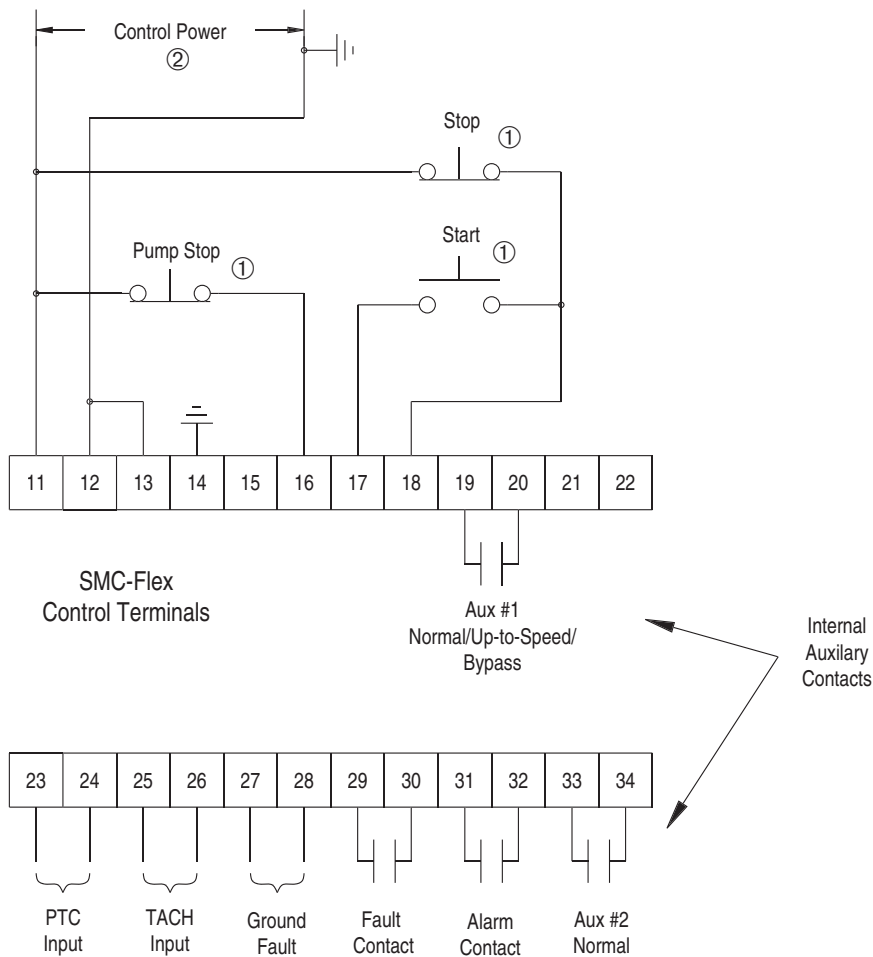 Control Power
②
Stop ①
Start ①
Pump Stop ①
11 12 13 14 15 16 17 18 19 20 21 22
SMC-Flex
Control Terminals
Aux #1
Normal/Up-to-Speed/
Bypass
Internal
Auxilary
Contacts
23 24 25 26 27 28 29 30 31 32 33 34
PTC
Input
TACH
Input
Ground
Fault
Fault
Contact
Alarm
Contact
Aux #2
Normal